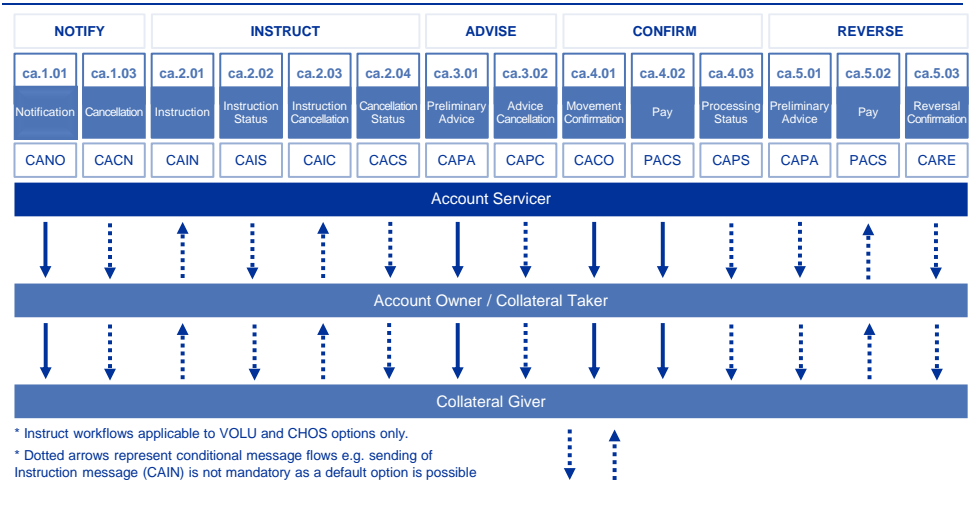 NOTIFY INSTRUCT ADVISE CONFIRM REVERSE
ca.1.01 ca.1.03 ca.2.01 ca.2.02 ca.2.03 ca.2.04 ca.3.01 ca.3.02 ca.4.01 ca.4.02 ca.4.03 ca.5.01 ca.5.02 ca.5.03
Notification
Cancellation
Instruction
Instruction
Status
Instruction
Cancellation
Cancellation
Status
Preliminary
Advice
Advice
Cancellation
Movement
Confirmation
Pay
Processing
Status
Preliminary
Advice
Pay
Reversal
Confirmation
CANO CACN CAIN CAIS CAIC CACS CAPA CAPC CACO PACS CAPS CAPA PACS CARE
Account Servicer
Account Owner / Collateral Taker
Collateral Giver
* Instruct workflows applicable to VOLU and CHOS options only.
* Dotted arrows represent conditional message flows e.g. sending of
Instruction message (CAIN) is not mandatory as a default option is possible